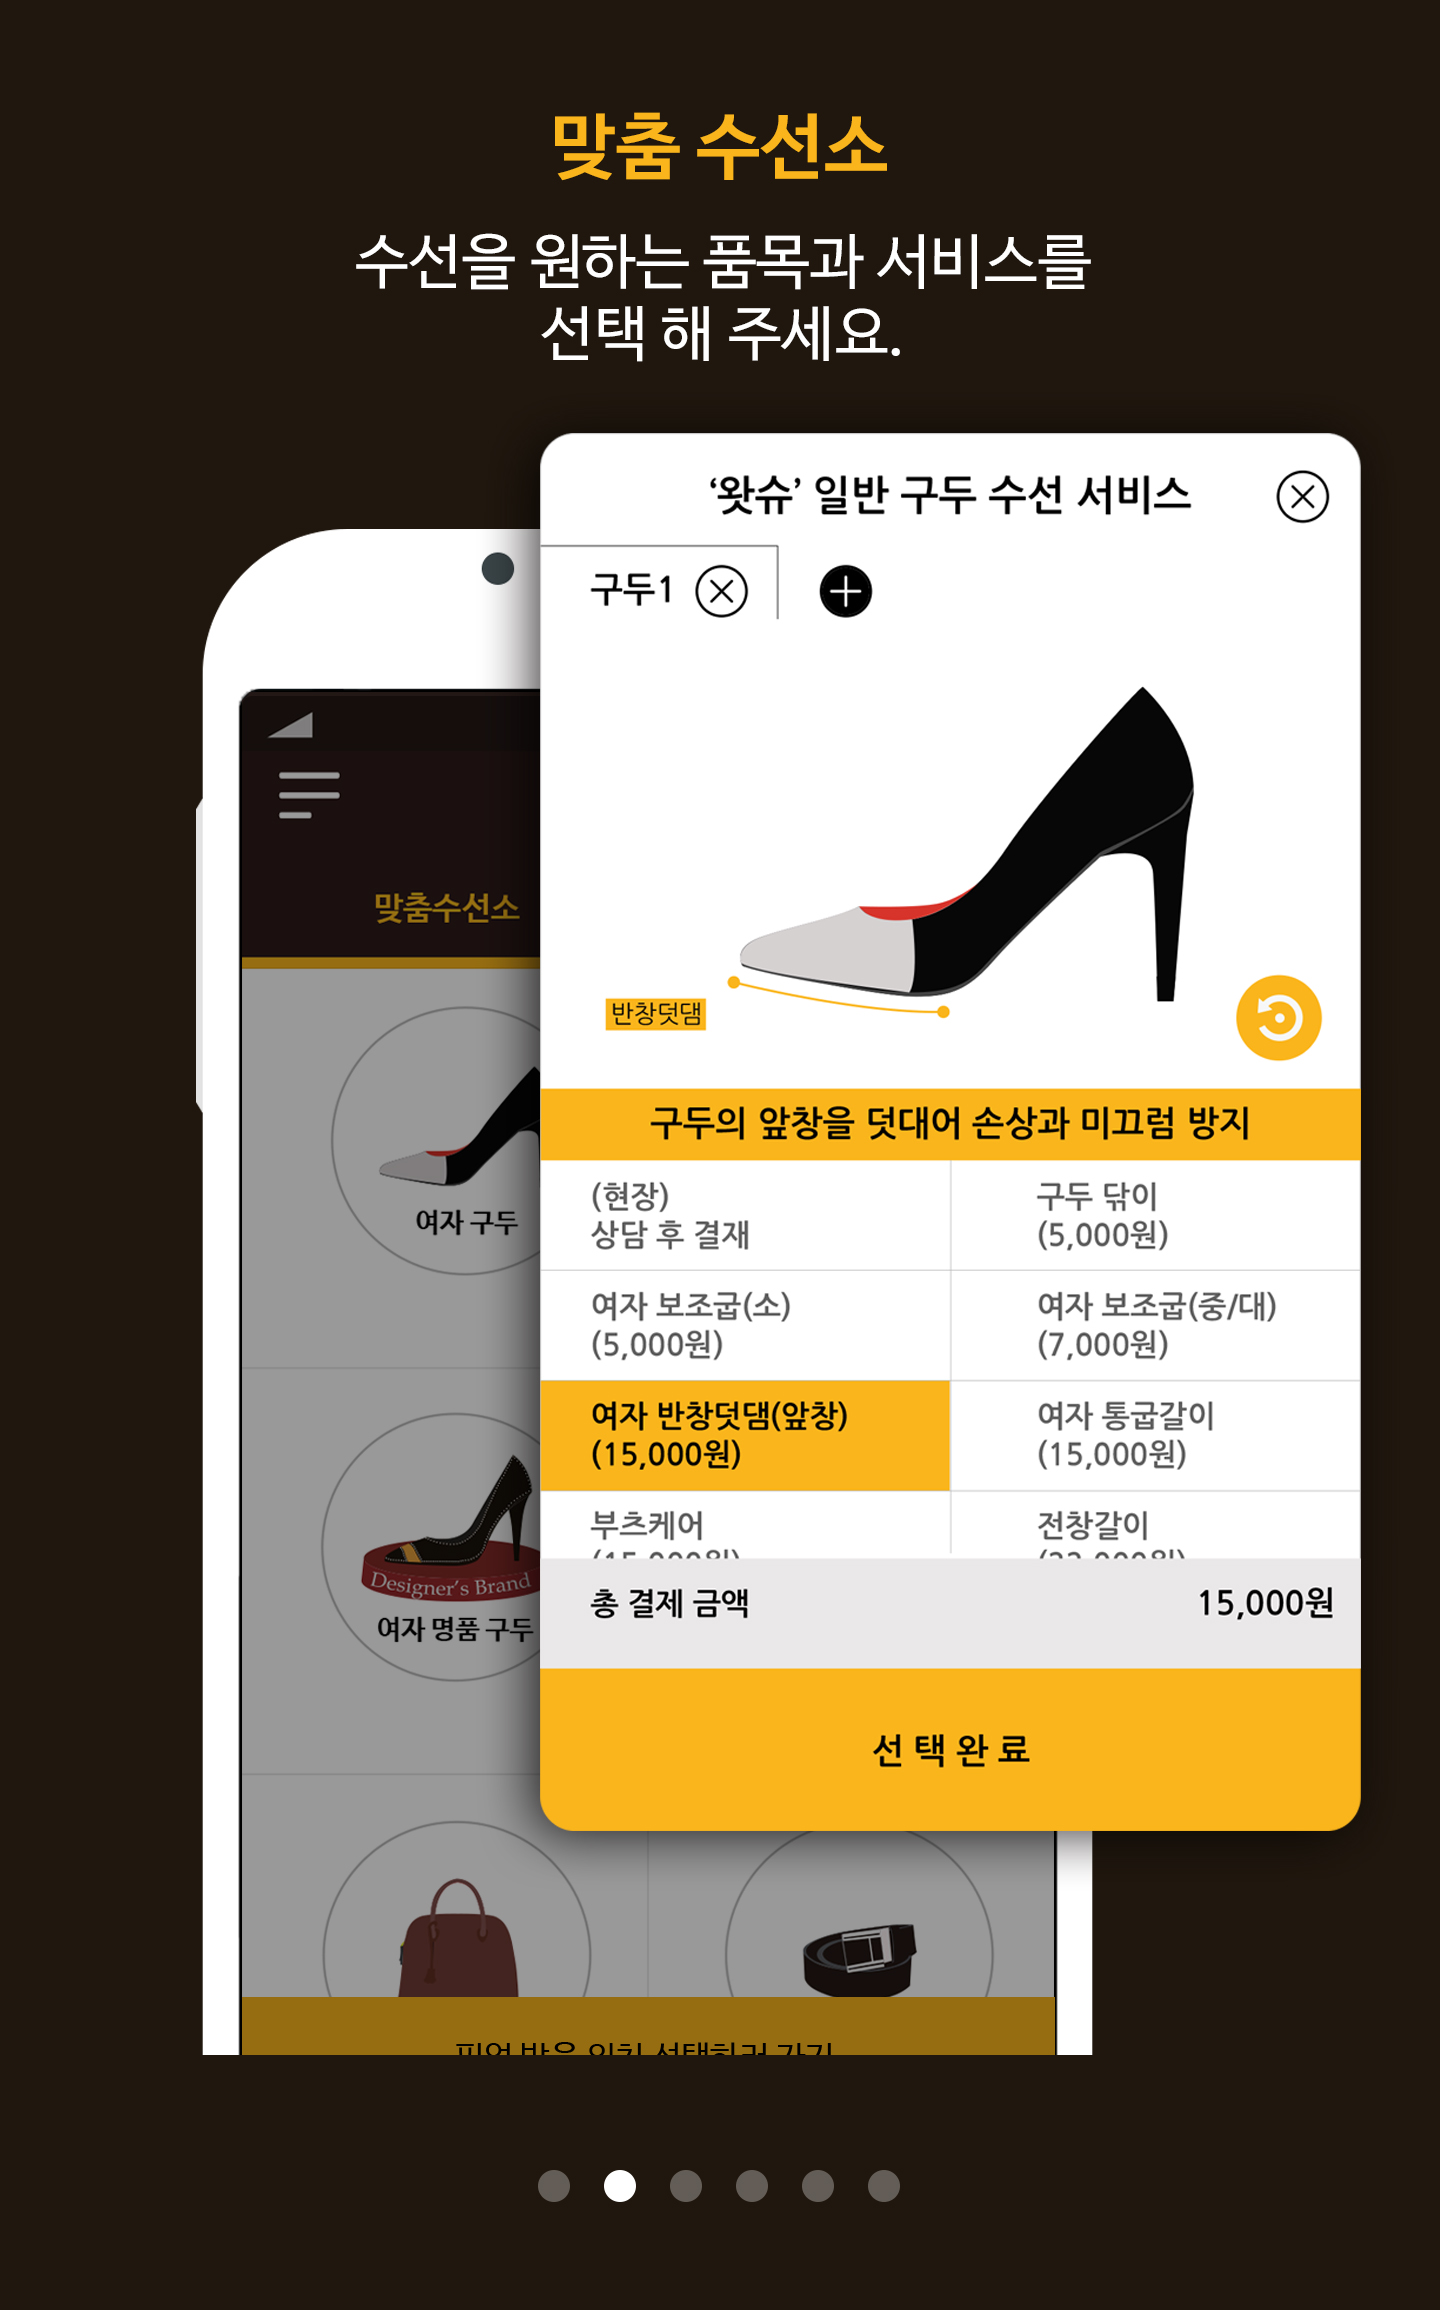 맞춤 수선소
수선을 원하는 품목과 서비스를
선택 해 주세요.
‘왓슈’ 일반 구두 수선 서비스
구두1
반창덧댐
구두의 앞창을 덧대어 손상과 미끄럼 방지
(현장)
상담 후 결재
구두 닦이
(5,000원)
여자 보조굽(소)
(5,000원)
여자 보조굽(중/대)
(7,000원)
여자 반창덧댐(앞창)
(15,000원)
여자 통굽갈이
(15,000원)
부츠케어
전창갈이
총 결제 금액
15,000원
선 택 완 료
맞춤수선소
여자 구두
Designer's Brand
여자 명품 구두